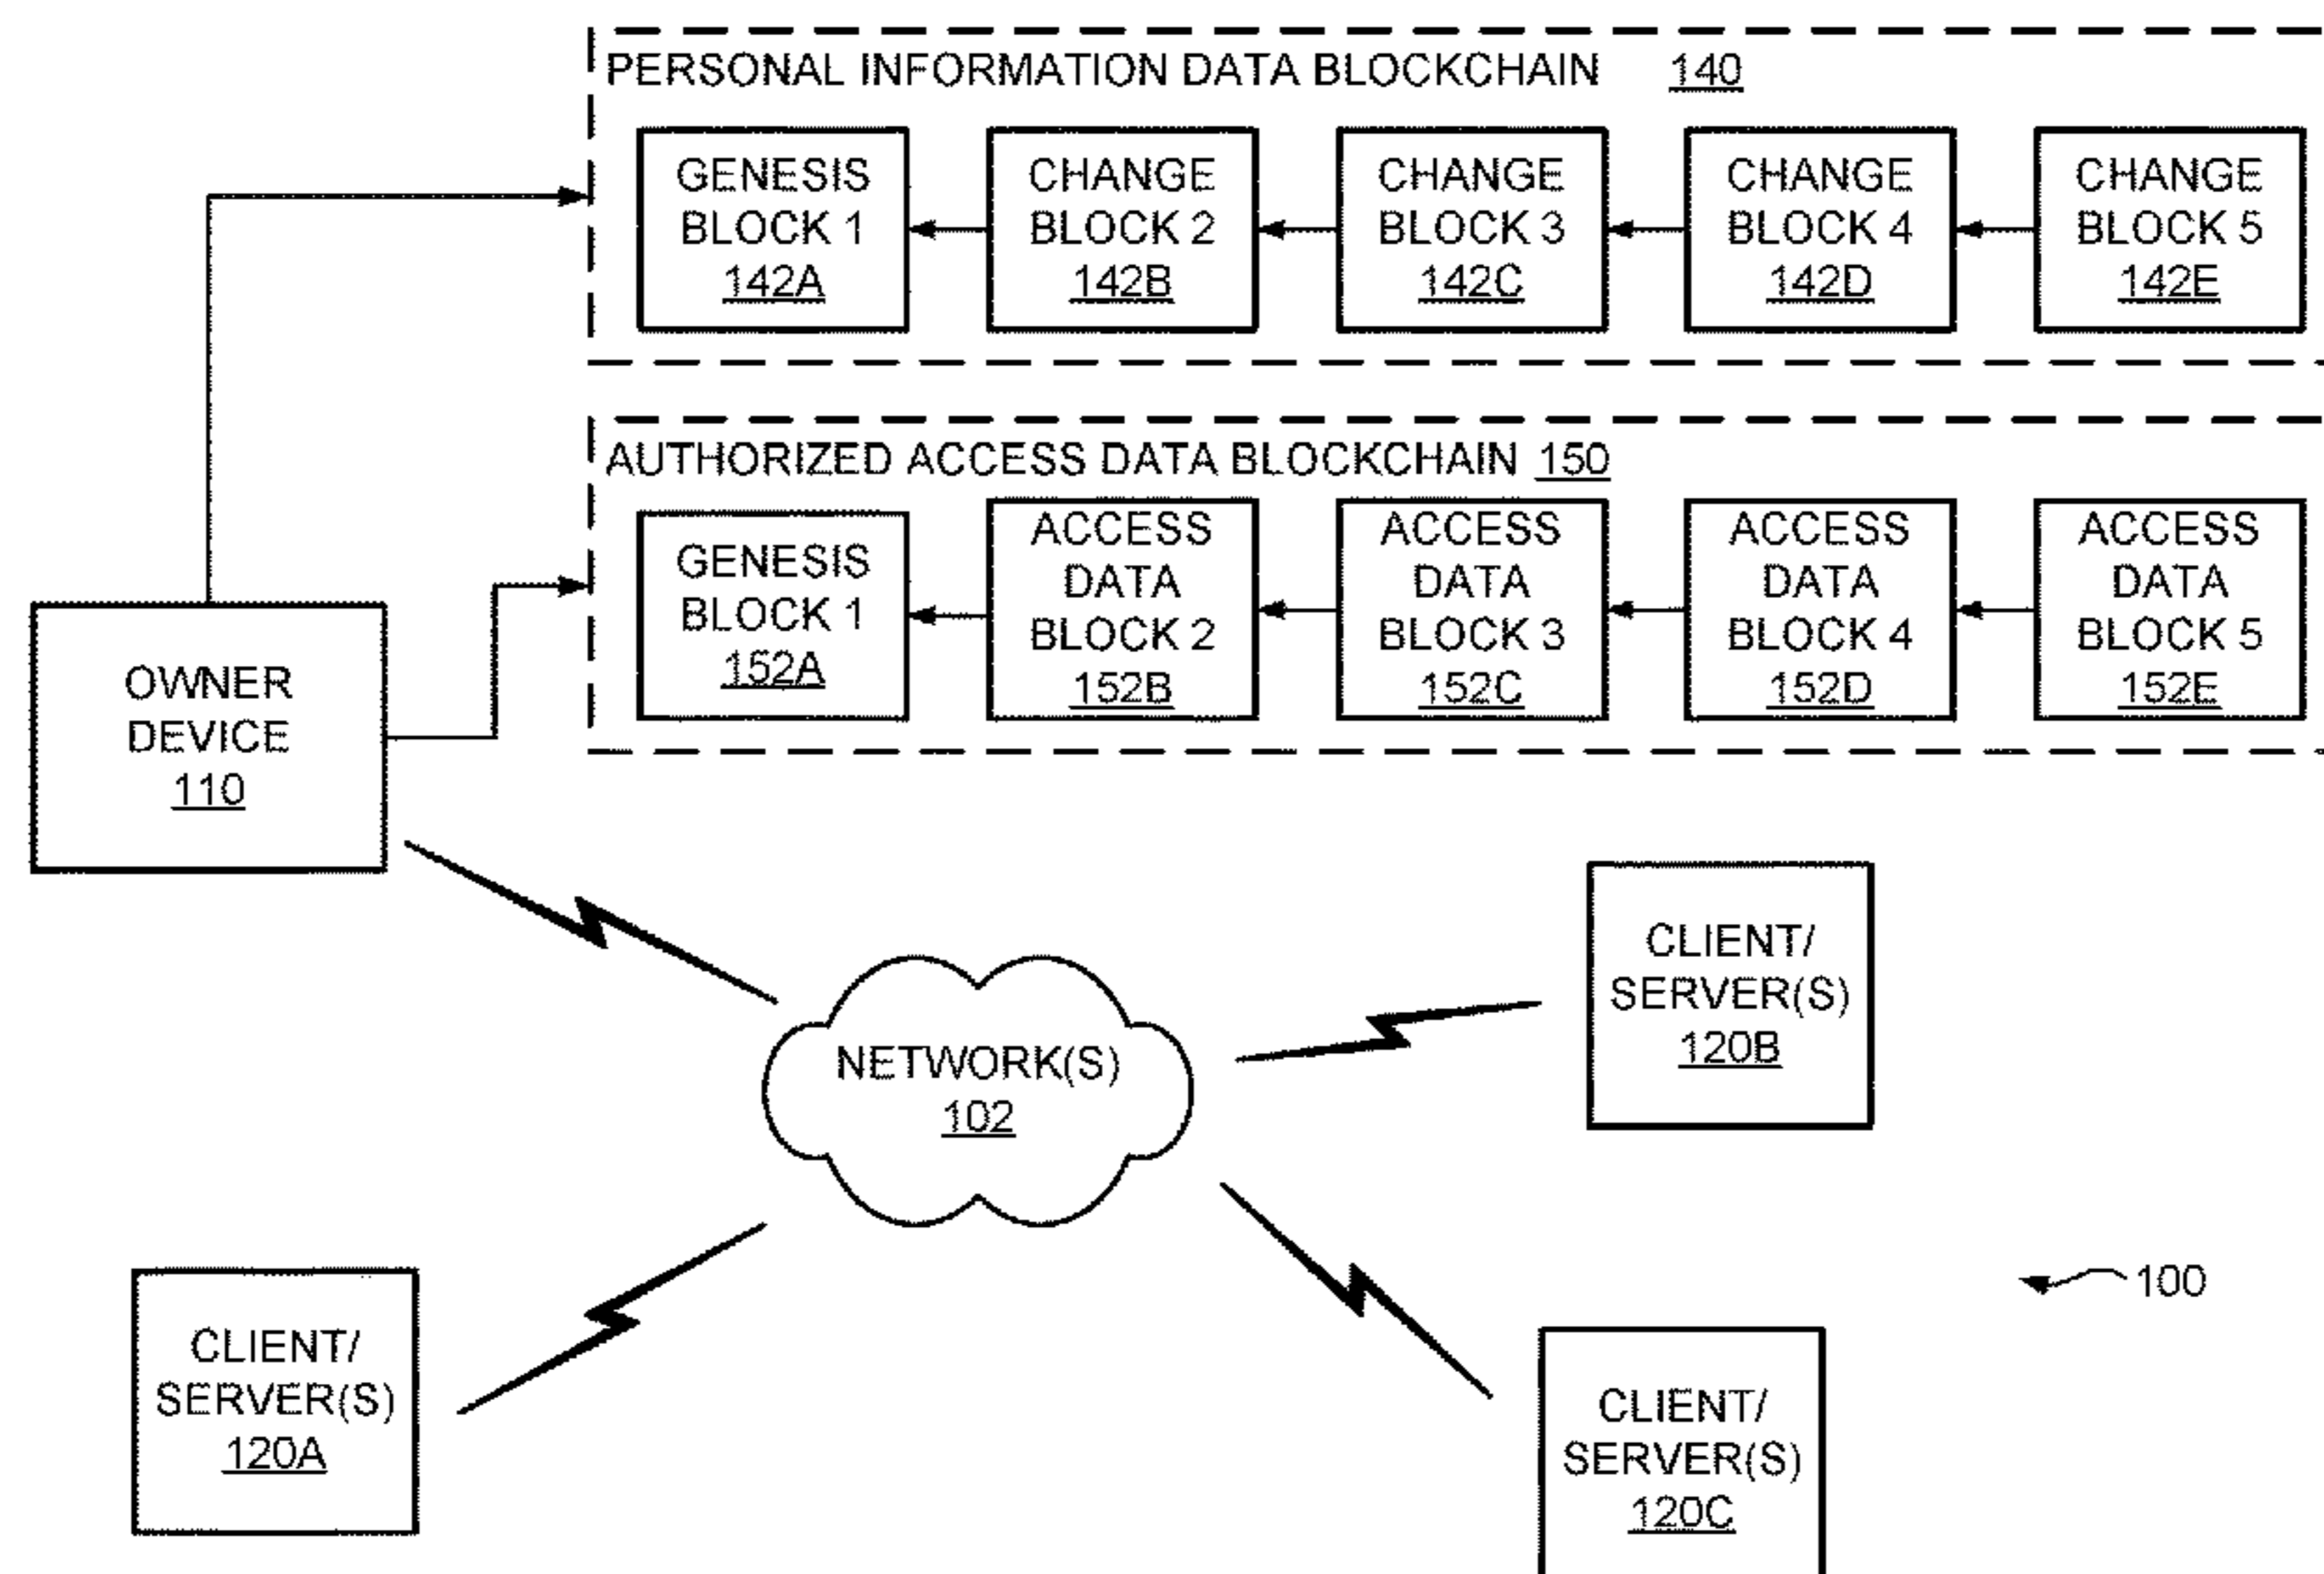 PERSONAL INFORMATION DATA BLOCKCHAIN 140
GENESIS
BLOCK 1
142A
CHANGE
BLOCK 2
142B
CHANGE
BLOCK 3
142C
CHANGE
BLOCK 4
142D
CHANGE
BLOCK 5
142E
AUTHORIZED ACCESS DATA BLOCKCHAIN 150
GENESIS
BLOCK 1
152A
ACCESS
DATA
BLOCK 2
152B
ACCESS
DATA
BLOCK 3
152C
ACCESS
DATA
BLOCK 4
152D
ACCESS
DATA
BLOCK 5
152E
OWNER
DEVICE
110
NETWORK(S)
102
CLIENT/
SERVER(S)
120B
CLIENT/
SERVER(S)
120A
CLIENT/
SERVER(S)
120C
100